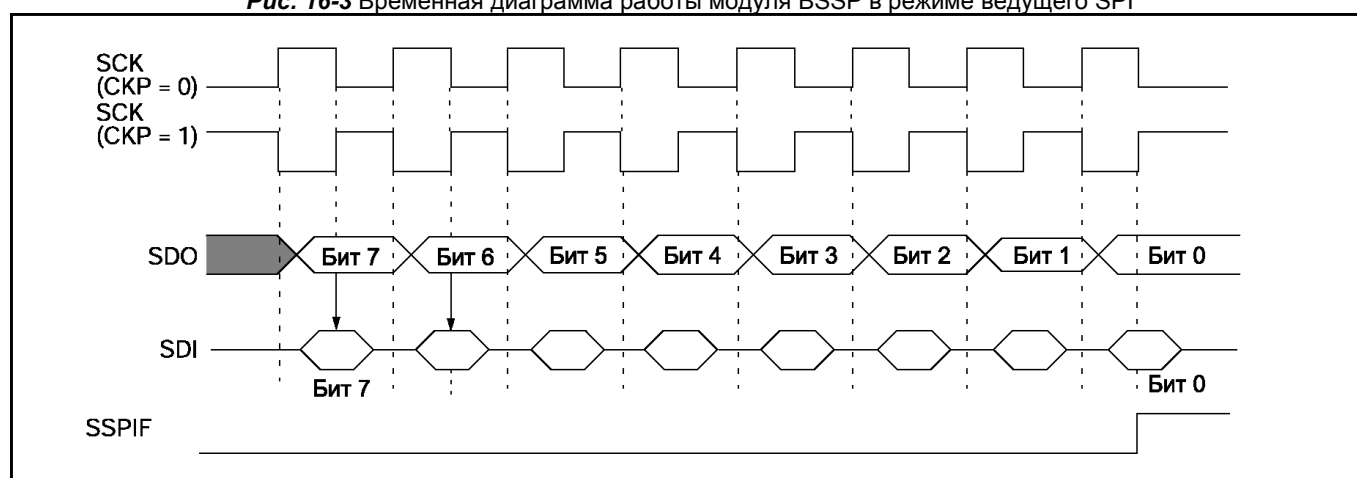 Рис. 16-3 Временная диаграмма работы модуля BSSP в режиме ведущего SPI
SCK
(CKP = 0)
SCK
(CKP = 1)
SDO
Бит 7
Бит 6
Бит 5
Бит 4
Бит 3
Бит 2
Бит 1
Бит 0
SDI
Бит 7
Бит 0
SSPIF